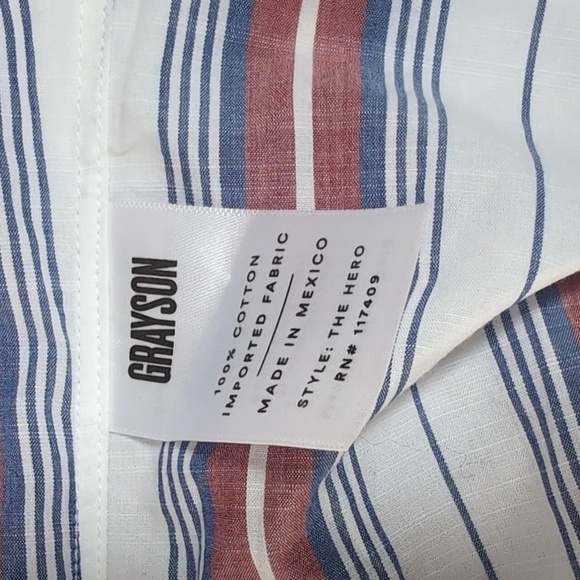 GRAYSON
100% COTTON
IMPORTED FABRIC
MADE IN MEXICO
STYLE: THE HERO
RN# 117409